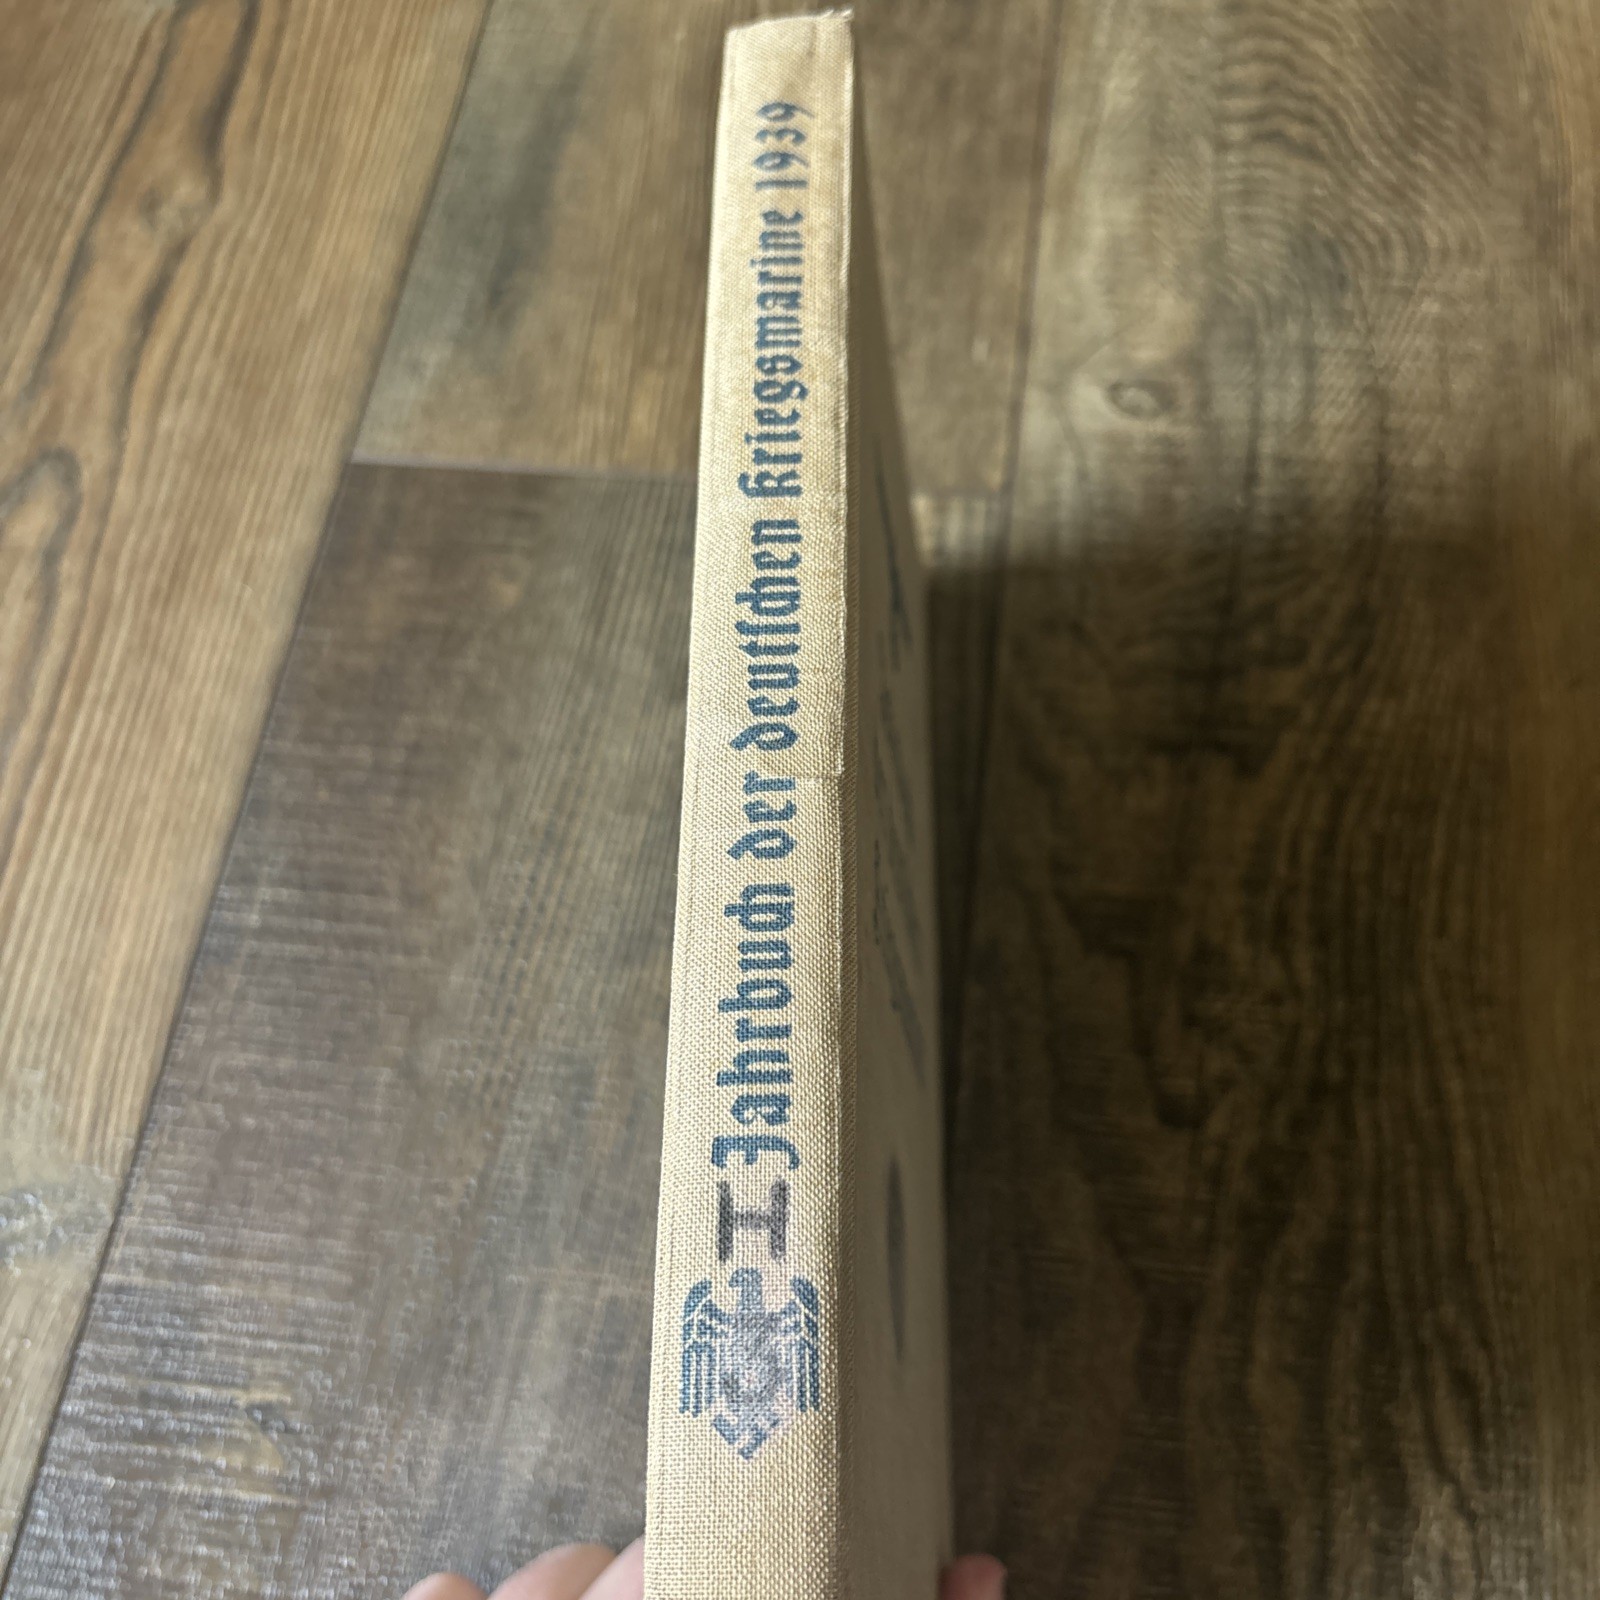 H
Jahrbuch der deutschen Kriegsmarine 1939